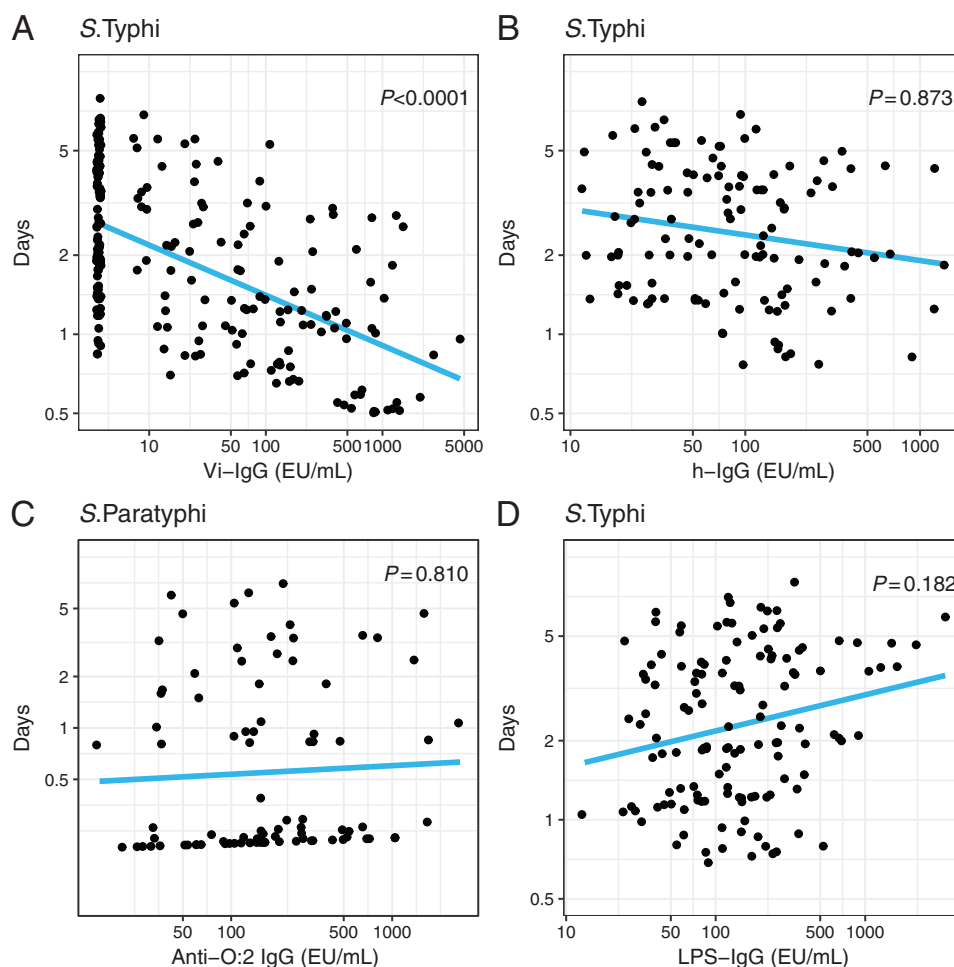 A S.Typhi
P<0.0001
Days
5
2
1
0.5
10 50 100 500 1000 5000
Vi−IgG (EU/mL)
B S.Typhi
P=0.873
Days
5
2
1
0.5
10 50 100 500 1000
h−IgG (EU/mL)
C S.Paratyphi
P=0.810
Days
5
2
1
0.5
50 100 500 1000
Anti−O:2 IgG (EU/mL)
D S.Typhi
P=0.182
Days
5
2
1
0.5
10 50 100 500 1000
LPS−IgG (EU/mL)